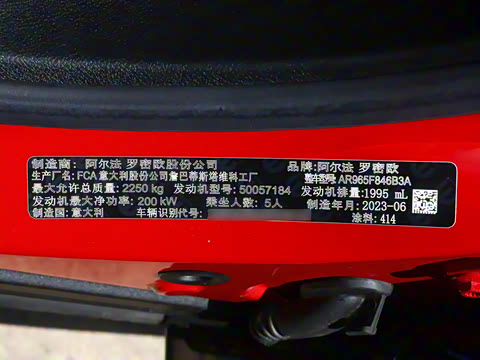 制造商：阿尔法 罗密欧股份公司 品牌：阿尔法 罗密欧
生产厂名：FCA意大利股份公司詹巴蒂斯塔维科工厂 整车型号：AR965F846B3A
最大允许总质量：2250 kg 发动机型号：50057184 发动机排量：1995 mL
发动机最大净功率：200 kW 乘坐人数：5人 制造年月：2023-06
制造国：意大利 车辆识别代号： 涂料：414